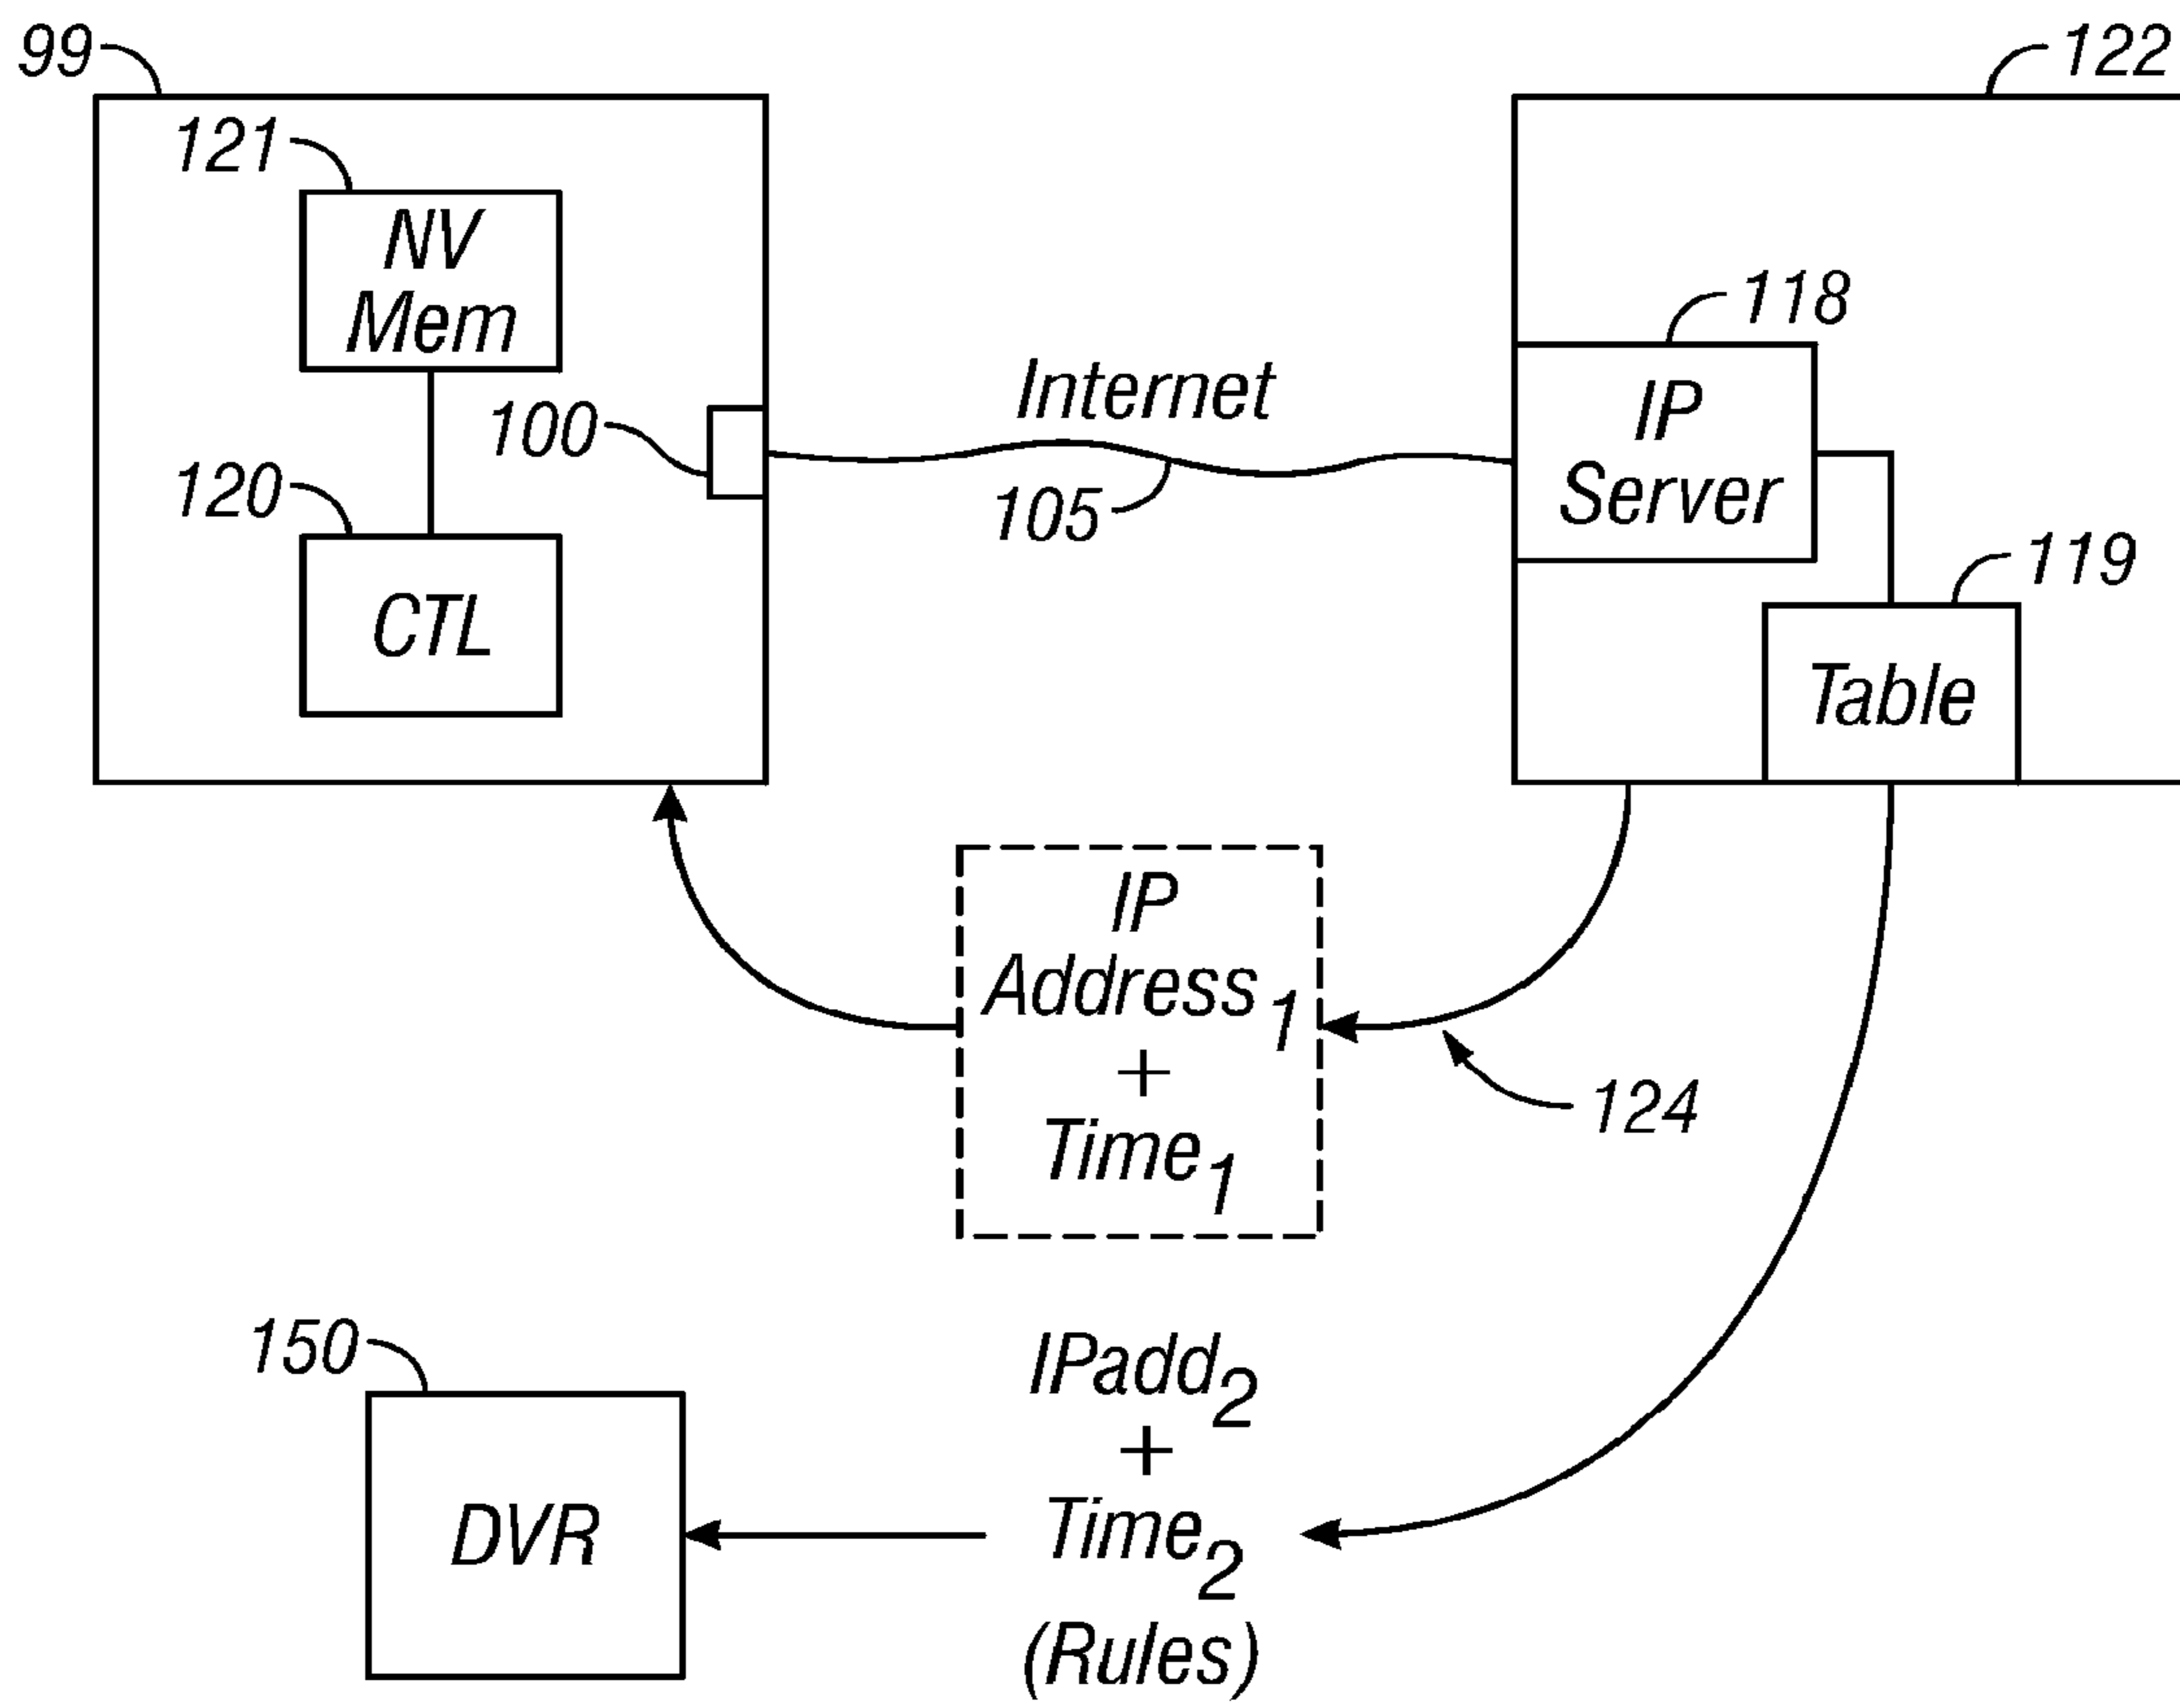 99
122
121
NV
Mem
118
Internet
IP
Server
100
120
105
119
CTL
Table
IP
Address1
+
Time1
124
150
IPadd2
+
Time2
(Rules)
DVR